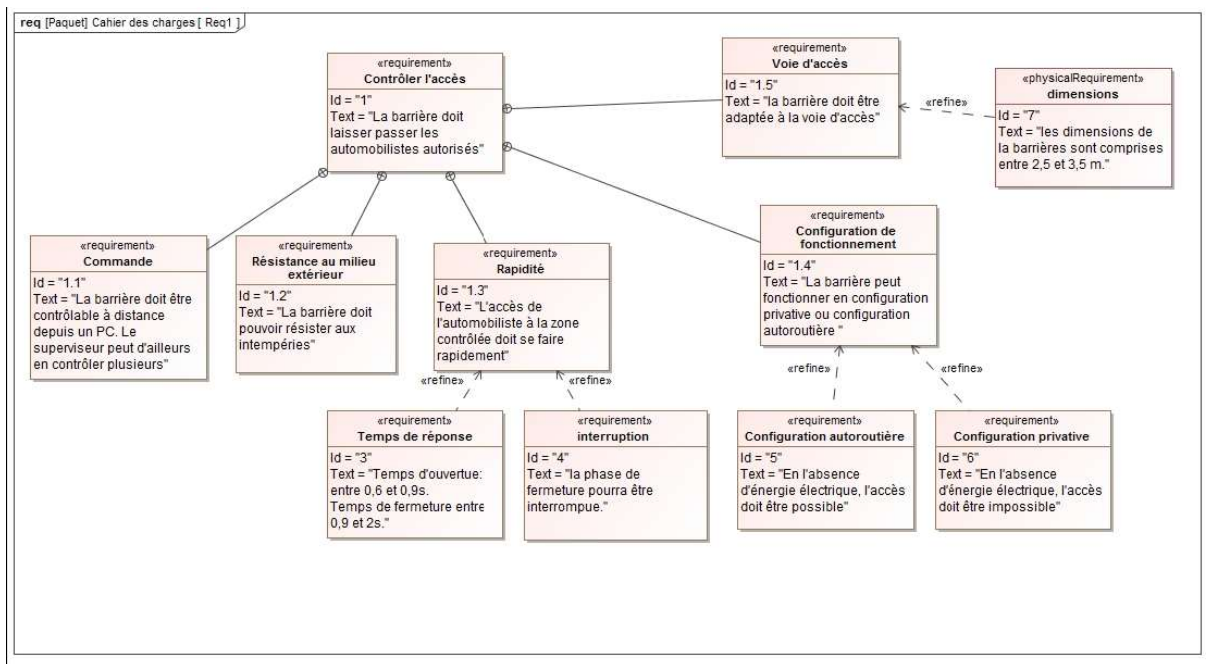 req [Paquet] Cahier des charges [ Req1 ]
«requirement»
Contrôler l'accès
Id = "1"
Text = "La barrière doit
laisser passer les
automobilistes autorisés"
«requirement»
Voie d'accès
Id = "1.5"
Text = "la barrière doit être
adaptée à la voie d'accès"
«refine»
«physicalRequirement»
dimensions
Id = "7"
Text = "les dimensions de
la barrières sont comprises
entre 2,5 et 3,5 m."
«requirement»
Commande
Id = "1.1"
Text = "La barrière doit être
contrôlable à distance
depuis un PC. Le
superviseur peut d'ailleurs
en contrôler plusieurs"
«requirement»
Résistance au milieu
extérieur
Id = "1.2"
Text = "La barrière doit
pouvoir résister aux
intempéries"
«requirement»
Rapidité
Id = "1.3"
Text = "L'accès de
l'automobiliste à la zone
contrôlée doit se faire
rapidement"
«requirement»
Configuration de
fonctionnement
Id = "1.4"
Text = "La barrière peut
fonctionner en configuration
privative ou configuration
autoroutière "
«refine»
«refine»
«refine»
«refine»
«requirement»
Temps de réponse
Id = "3"
Text = "Temps d'ouvertue:
entre 0,6 et 0,9s.
Temps de fermeture entre
0,9 et 2s."
«requirement»
interruption
Id = "4"
Text = "la phase de
fermeture pourra être
interrompue."
«requirement»
Configuration autoroutière
Id = "5"
Text = "En l'absence
d'énergie électrique, l'accès
doit être possible"
«requirement»
Configuration privative
Id = "6"
Text = "En l'absence
d'énergie électrique, l'accès
doit être impossible"